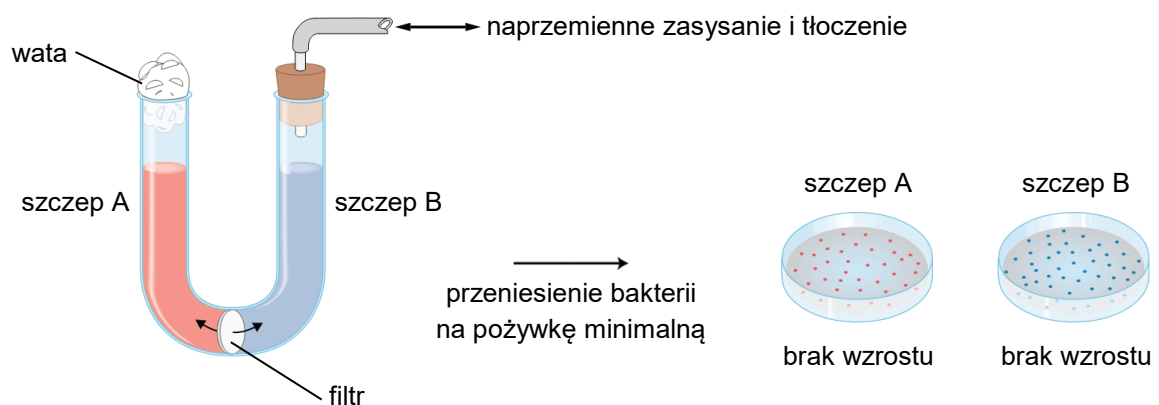 naprzemienne zasysanie i tłoczenie
wata
szczep A
szczep B
filtr
przeniesienie bakterii
na pożywkę minimalną
szczep A
szczep B
brak wzrostu
brak wzrostu